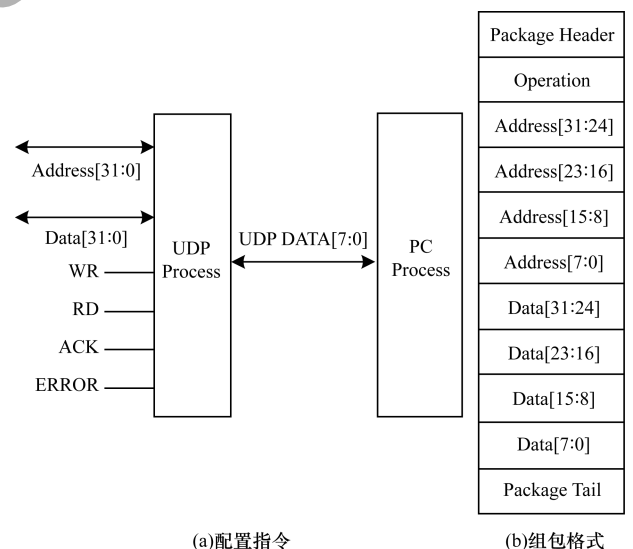 Address[31:0]
Data[31:0]
WR
RD
ACK
ERROR
UDP
Process
UDP DATA[7:0]
PC
Process
(a)配置指令
Package Header
Operation
Address[31:24]
Address[23:16]
Address[15:8]
Address[7:0]
Data[31:24]
Data[23:16]
Data[15:8]
Data[7:0]
Package Tail
(b)组包格式